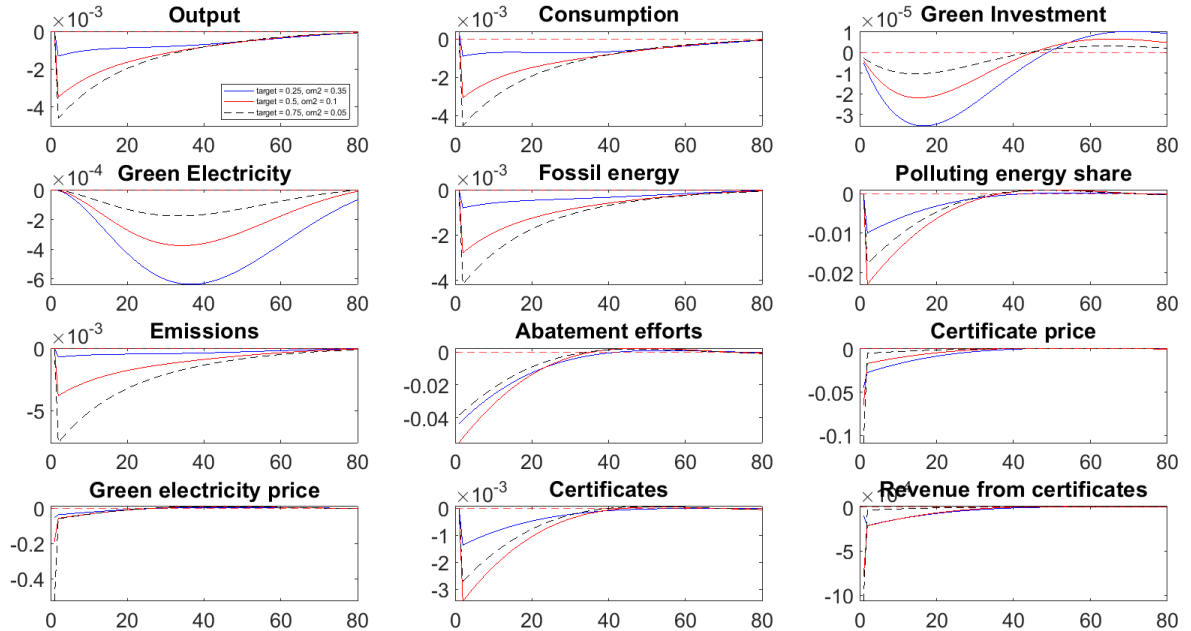 Output
×10⁻³
0
-2
-4
0 20 40 60 80
target = 0.25, om2 = 0.35
target = 0.5, om2 = 0.1
target = 0.75, om2 = 0.05
Consumption
×10⁻³
0
-2
-4
0 20 40 60 80
Green Investment
×10⁻⁵
1
0
-1
-2
-3
0 20 40 60 80
Green Electricity
×10⁻⁴
0
-2
-4
-6
0 20 40 60 80
Fossil energy
×10⁻³
0
-2
-4
0 20 40 60 80
Polluting energy share
0
-0.01
-0.02
0 20 40 60 80
Emissions
×10⁻³
0
-5
0 20 40 60 80
Abatement efforts
0
-0.02
-0.04
0 20 40 60 80
Certificate price
0
-0.05
-0.1
0 20 40 60 80
Green electricity price
0
-0.2
-0.4
0 20 40 60 80
Certificates
×10⁻³
0
-1
-2
-3
0 20 40 60 80
Revenue from certificates
×10⁻⁴
0
-5
-10
0 20 40 60 80